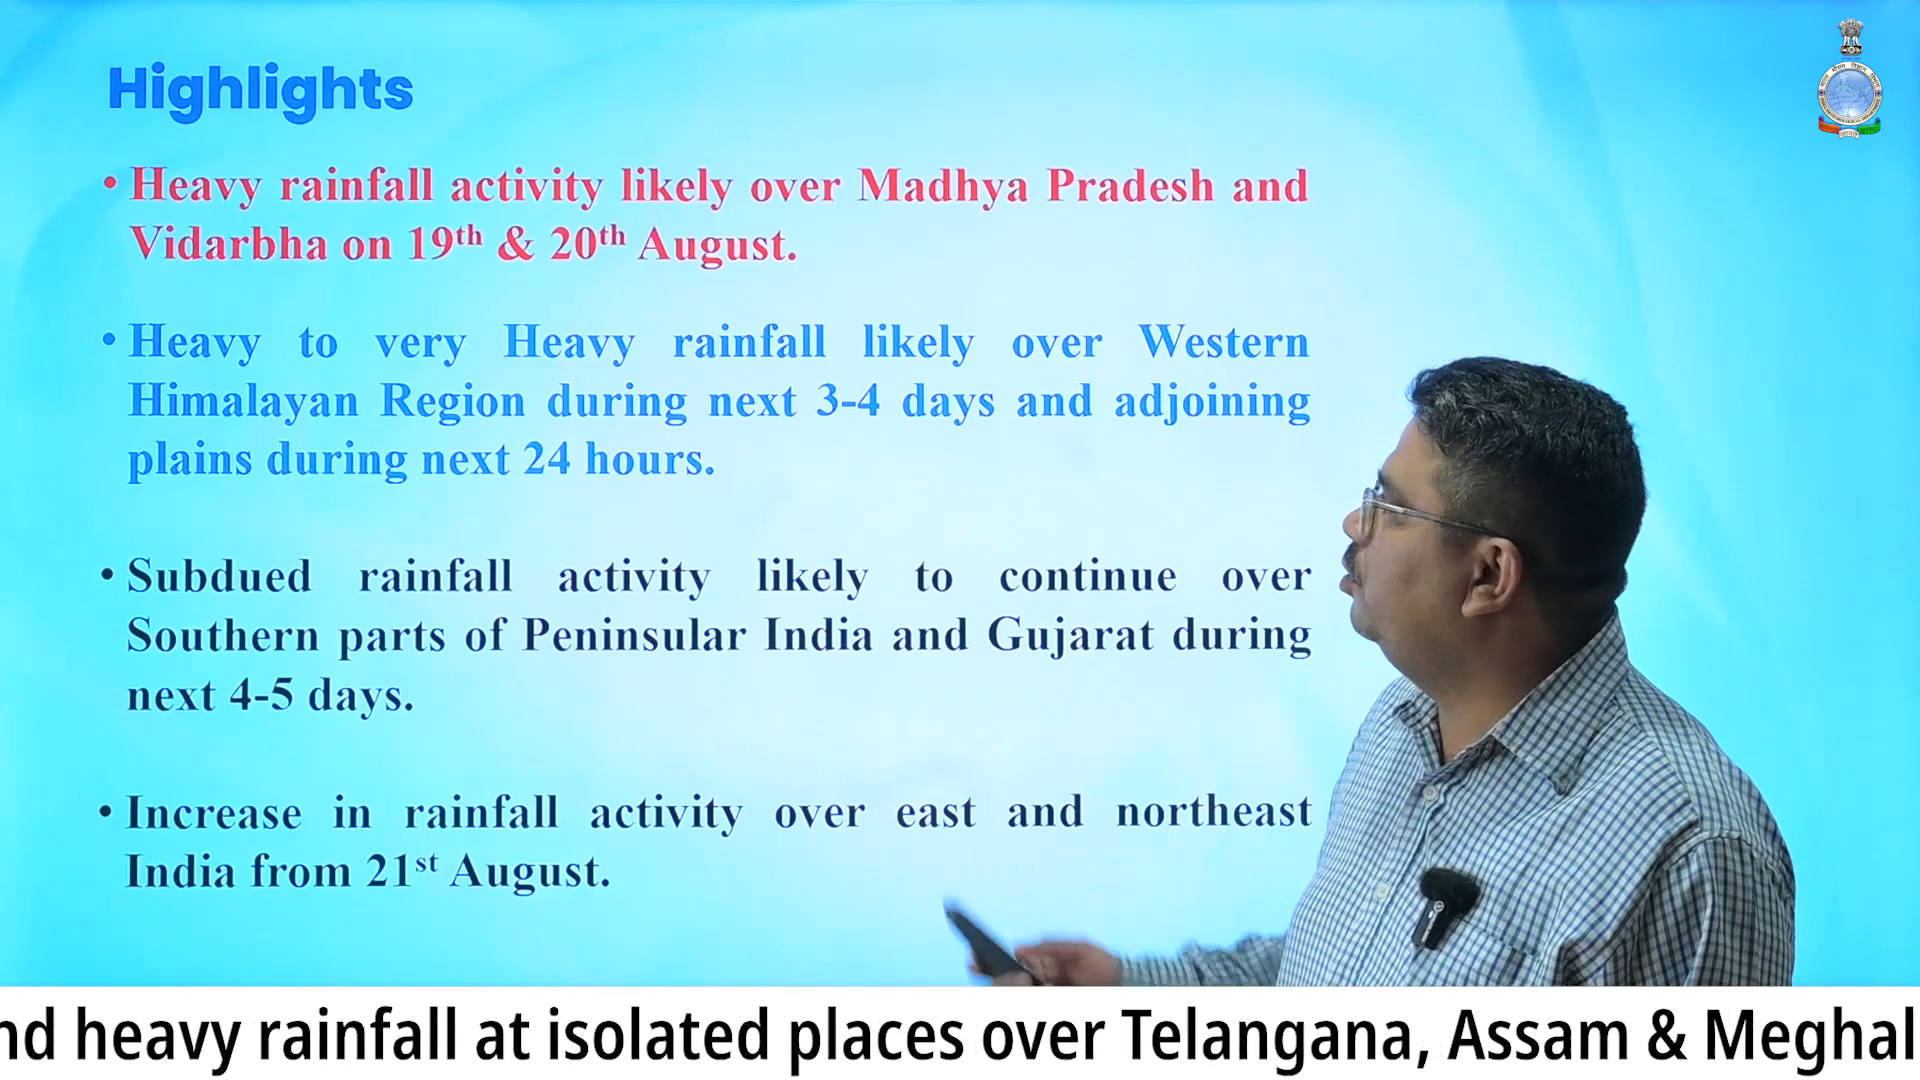 Highlights
• Heavy rainfall activity likely over Madhya Pradesh and
Vidarbha on 19th & 20th August.
• Heavy to very Heavy rainfall likely over Western
Himalayan Region during next 3-4 days and adjoining
plains during next 24 hours.
• Subdued rainfall activity likely to continue over
Southern parts of Peninsular India and Gujarat during
next 4-5 days.
• Increase in rainfall activity over east and northeast
India from 21st August.
nd heavy rainfall at isolated places over Telangana, Assam & Meghal